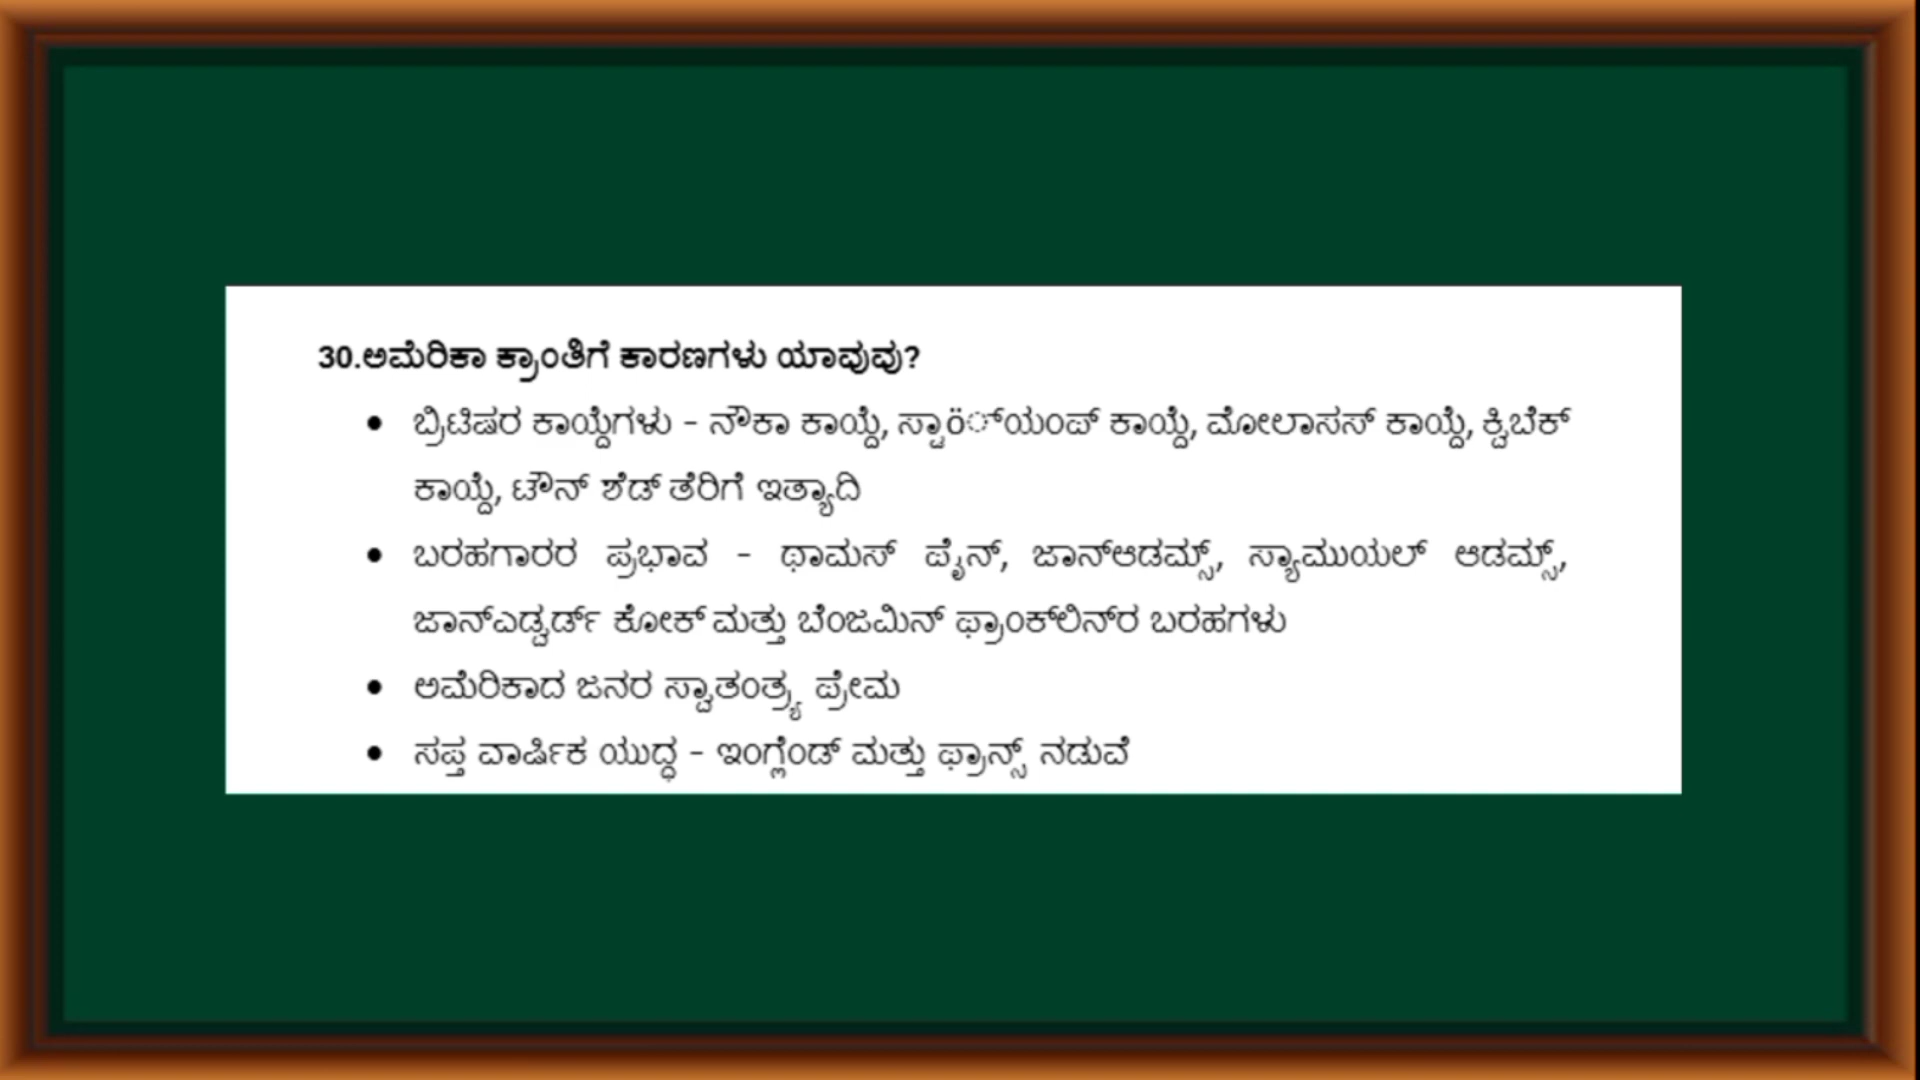 30.ಅಮೆರಿಕಾ ಕ್ರಾಂತಿಗೆ ಕಾರಣಗಳು ಯಾವುವು?
• ಬ್ರಿಟಿಷರ ಕಾಯ್ದೆಗಳು - ನೌಕಾ ಕಾಯ್ದೆ, ಸ್ಟಾö್ಯಂಪ್ ಕಾಯ್ದೆ, ಮೋಲಾಸಸ್ ಕಾಯ್ದೆ, ಕ್ವಿಬೆಕ್
ಕಾಯ್ದೆ, ಟೌನ್ ಶೆಡ್ ತೆರಿಗೆ ಇತ್ಯಾದಿ
• ಬರಹಗಾರರ ಪ್ರಭಾವ - ಥಾಮಸ್ ಪೈನ್, ಜಾನ್‌ಆಡಮ್ಸ್, ಸ್ಯಾಮುಯಲ್ ಆಡಮ್ಸ್,
ಜಾನ್‌ಎಡ್ವರ್ಡ್ ಕೋಕ್ ಮತ್ತು ಬೆಂಜಮಿನ್ ಫ್ರಾಂಕ್‌ಲಿನ್‌ರ ಬರಹಗಳು
• ಅಮೆರಿಕಾದ ಜನರ ಸ್ವಾತಂತ್ರ್ಯ ಪ್ರೇಮ
• ಸಪ್ತ ವಾರ್ಷಿಕ ಯುದ್ಧ - ಇಂಗ್ಲೆಂಡ್ ಮತ್ತು ಫ್ರಾನ್ಸ್ ನಡುವೆ